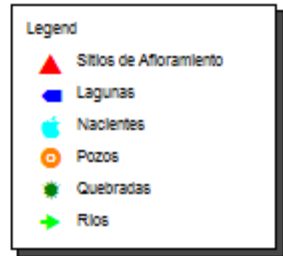 Legend
Sitios de Afloramiento
Lagunas
Nacientes
Pozos
Quebradas
Rios